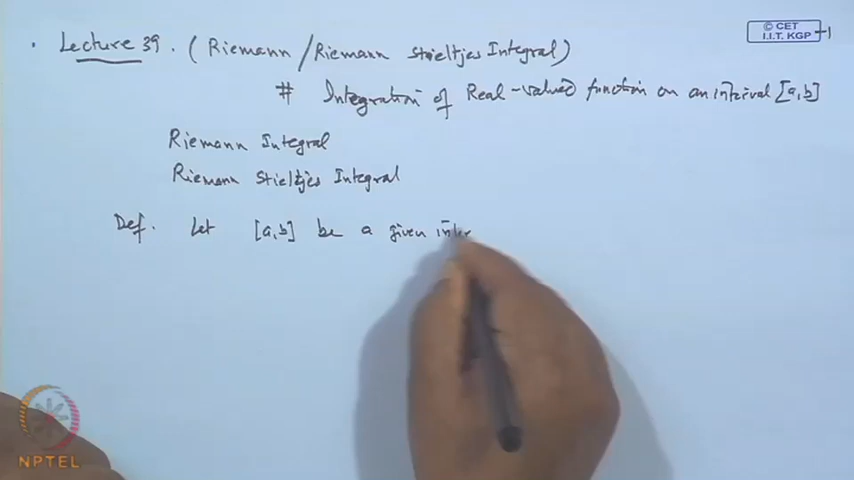 © CET
I.I.T. KGP
Lecture 39. (Riemann/Riemann Stieltjes Integral)
# Integration of Real-valued function on an interval [a,b]
Riemann Integral
Riemann Stieltjes Integral
Def. Let [a,b] be a given inter
NPTEL